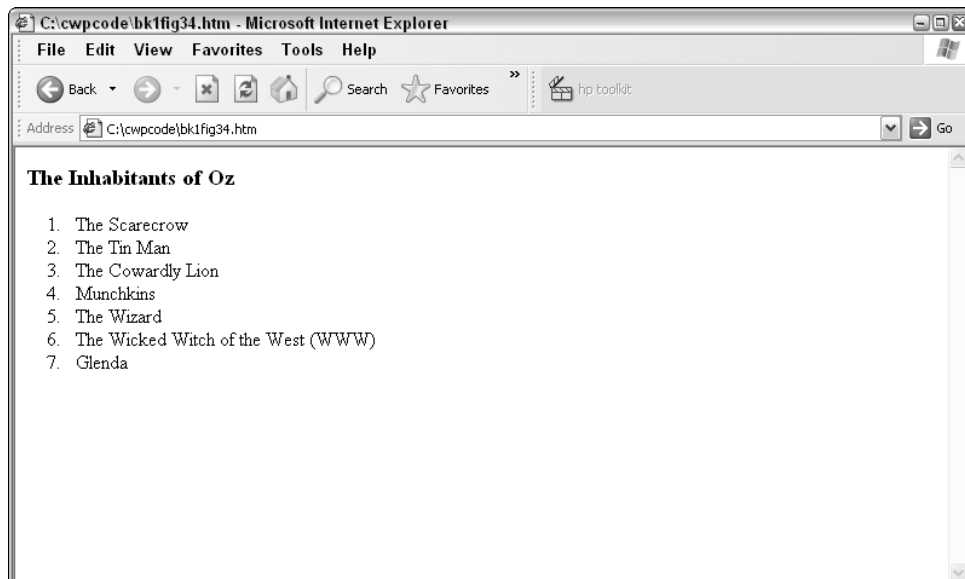 C:\cwpcode\bk1fig34.htm - Microsoft Internet Explorer
File Edit View Favorites Tools Help
Back Search Favorites » hp toolkit
Address C:\cwpcode\bk1fig34.htm Go
The Inhabitants of Oz
1. The Scarecrow
2. The Tin Man
3. The Cowardly Lion
4. Munchkins
5. The Wizard
6. The Wicked Witch of the West (WWW)
7. Glenda